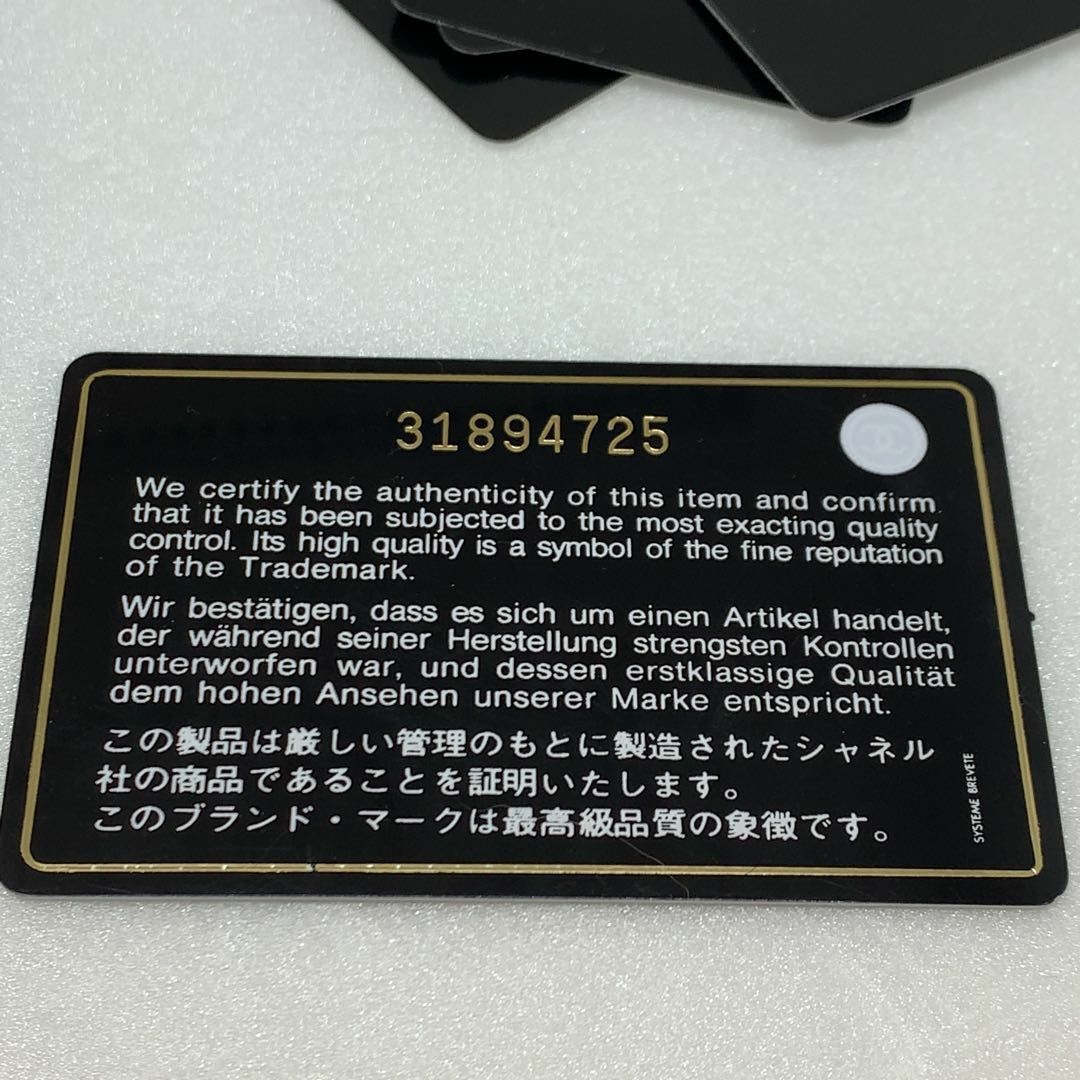 31894725
We certify the authenticity of this item and confirm
that it has been subjected to the most exacting quality
control. Its high quality is a symbol of the fine reputation
of the Trademark.
Wir bestätigen, dass es sich um einen Artikel handelt,
der während seiner Herstellung strengsten Kontrollen
unterworfen war, und dessen erstklassige Qualität
dem hohen Ansehen unserer Marke entspricht.
この製品は厳しい管理のもとに製造されたシャネル
社の商品であることを証明いたします。
このブランド・マークは最高級品質の象徴です。
SYSTEME BREVETE